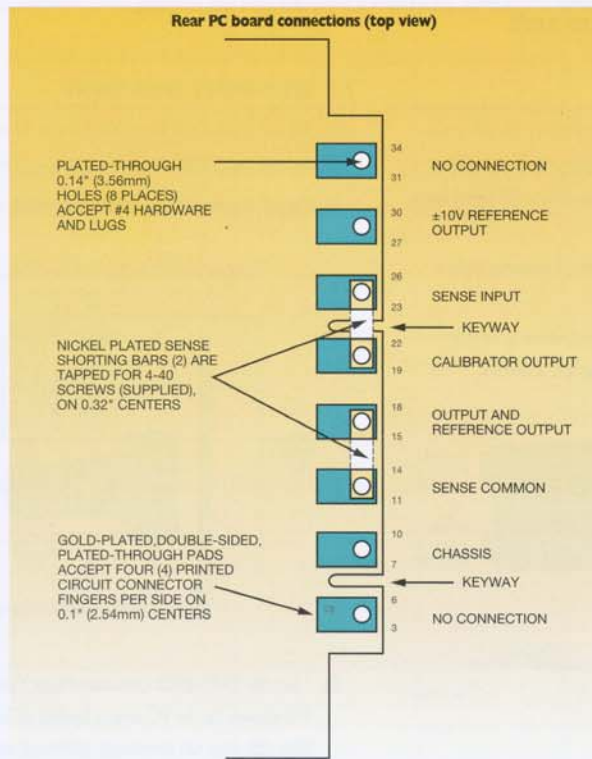 Rear PC board connections (top view)
PLATED-THROUGH
0.14" (3.56mm)
HOLES (8 PLACES)
ACCEPT #4 HARDWARE
AND LUGS
34
31
NO CONNECTION
30
27
±10V REFERENCE
OUTPUT
26
23
SENSE INPUT
KEYWAY
NICKEL PLATED SENSE
SHORTING BARS (2) ARE
TAPPED FOR 4-40
SCREWS (SUPPLIED),
ON 0.32" CENTERS
22
19
CALIBRATOR OUTPUT
18
15
OUTPUT AND
REFERENCE OUTPUT
14
11
SENSE COMMON
GOLD-PLATED,DOUBLE-SIDED,
PLATED-THROUGH PADS
ACCEPT FOUR (4) PRINTED
CIRCUIT CONNECTOR
FINGERS PER SIDE ON
0.1" (2.54mm) CENTERS
10
7
CHASSIS
KEYWAY
6
3
NO CONNECTION